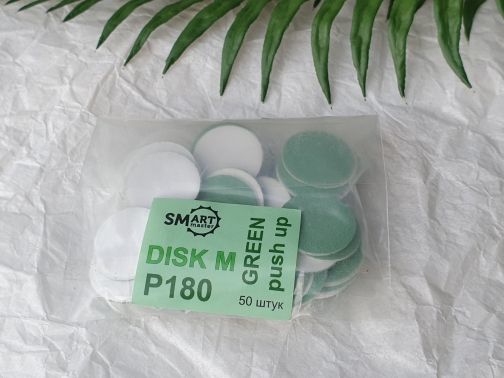 SMART
master
DISK M
P180
GREEN
push up
50 штук